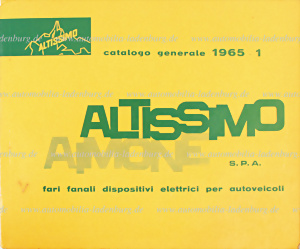 ALTISSIMO
catalogo generale 1965 1
ALTISSIMO
AIMONE
S.P.A.
fari fanali dispositivi elettrici per autoveicoli